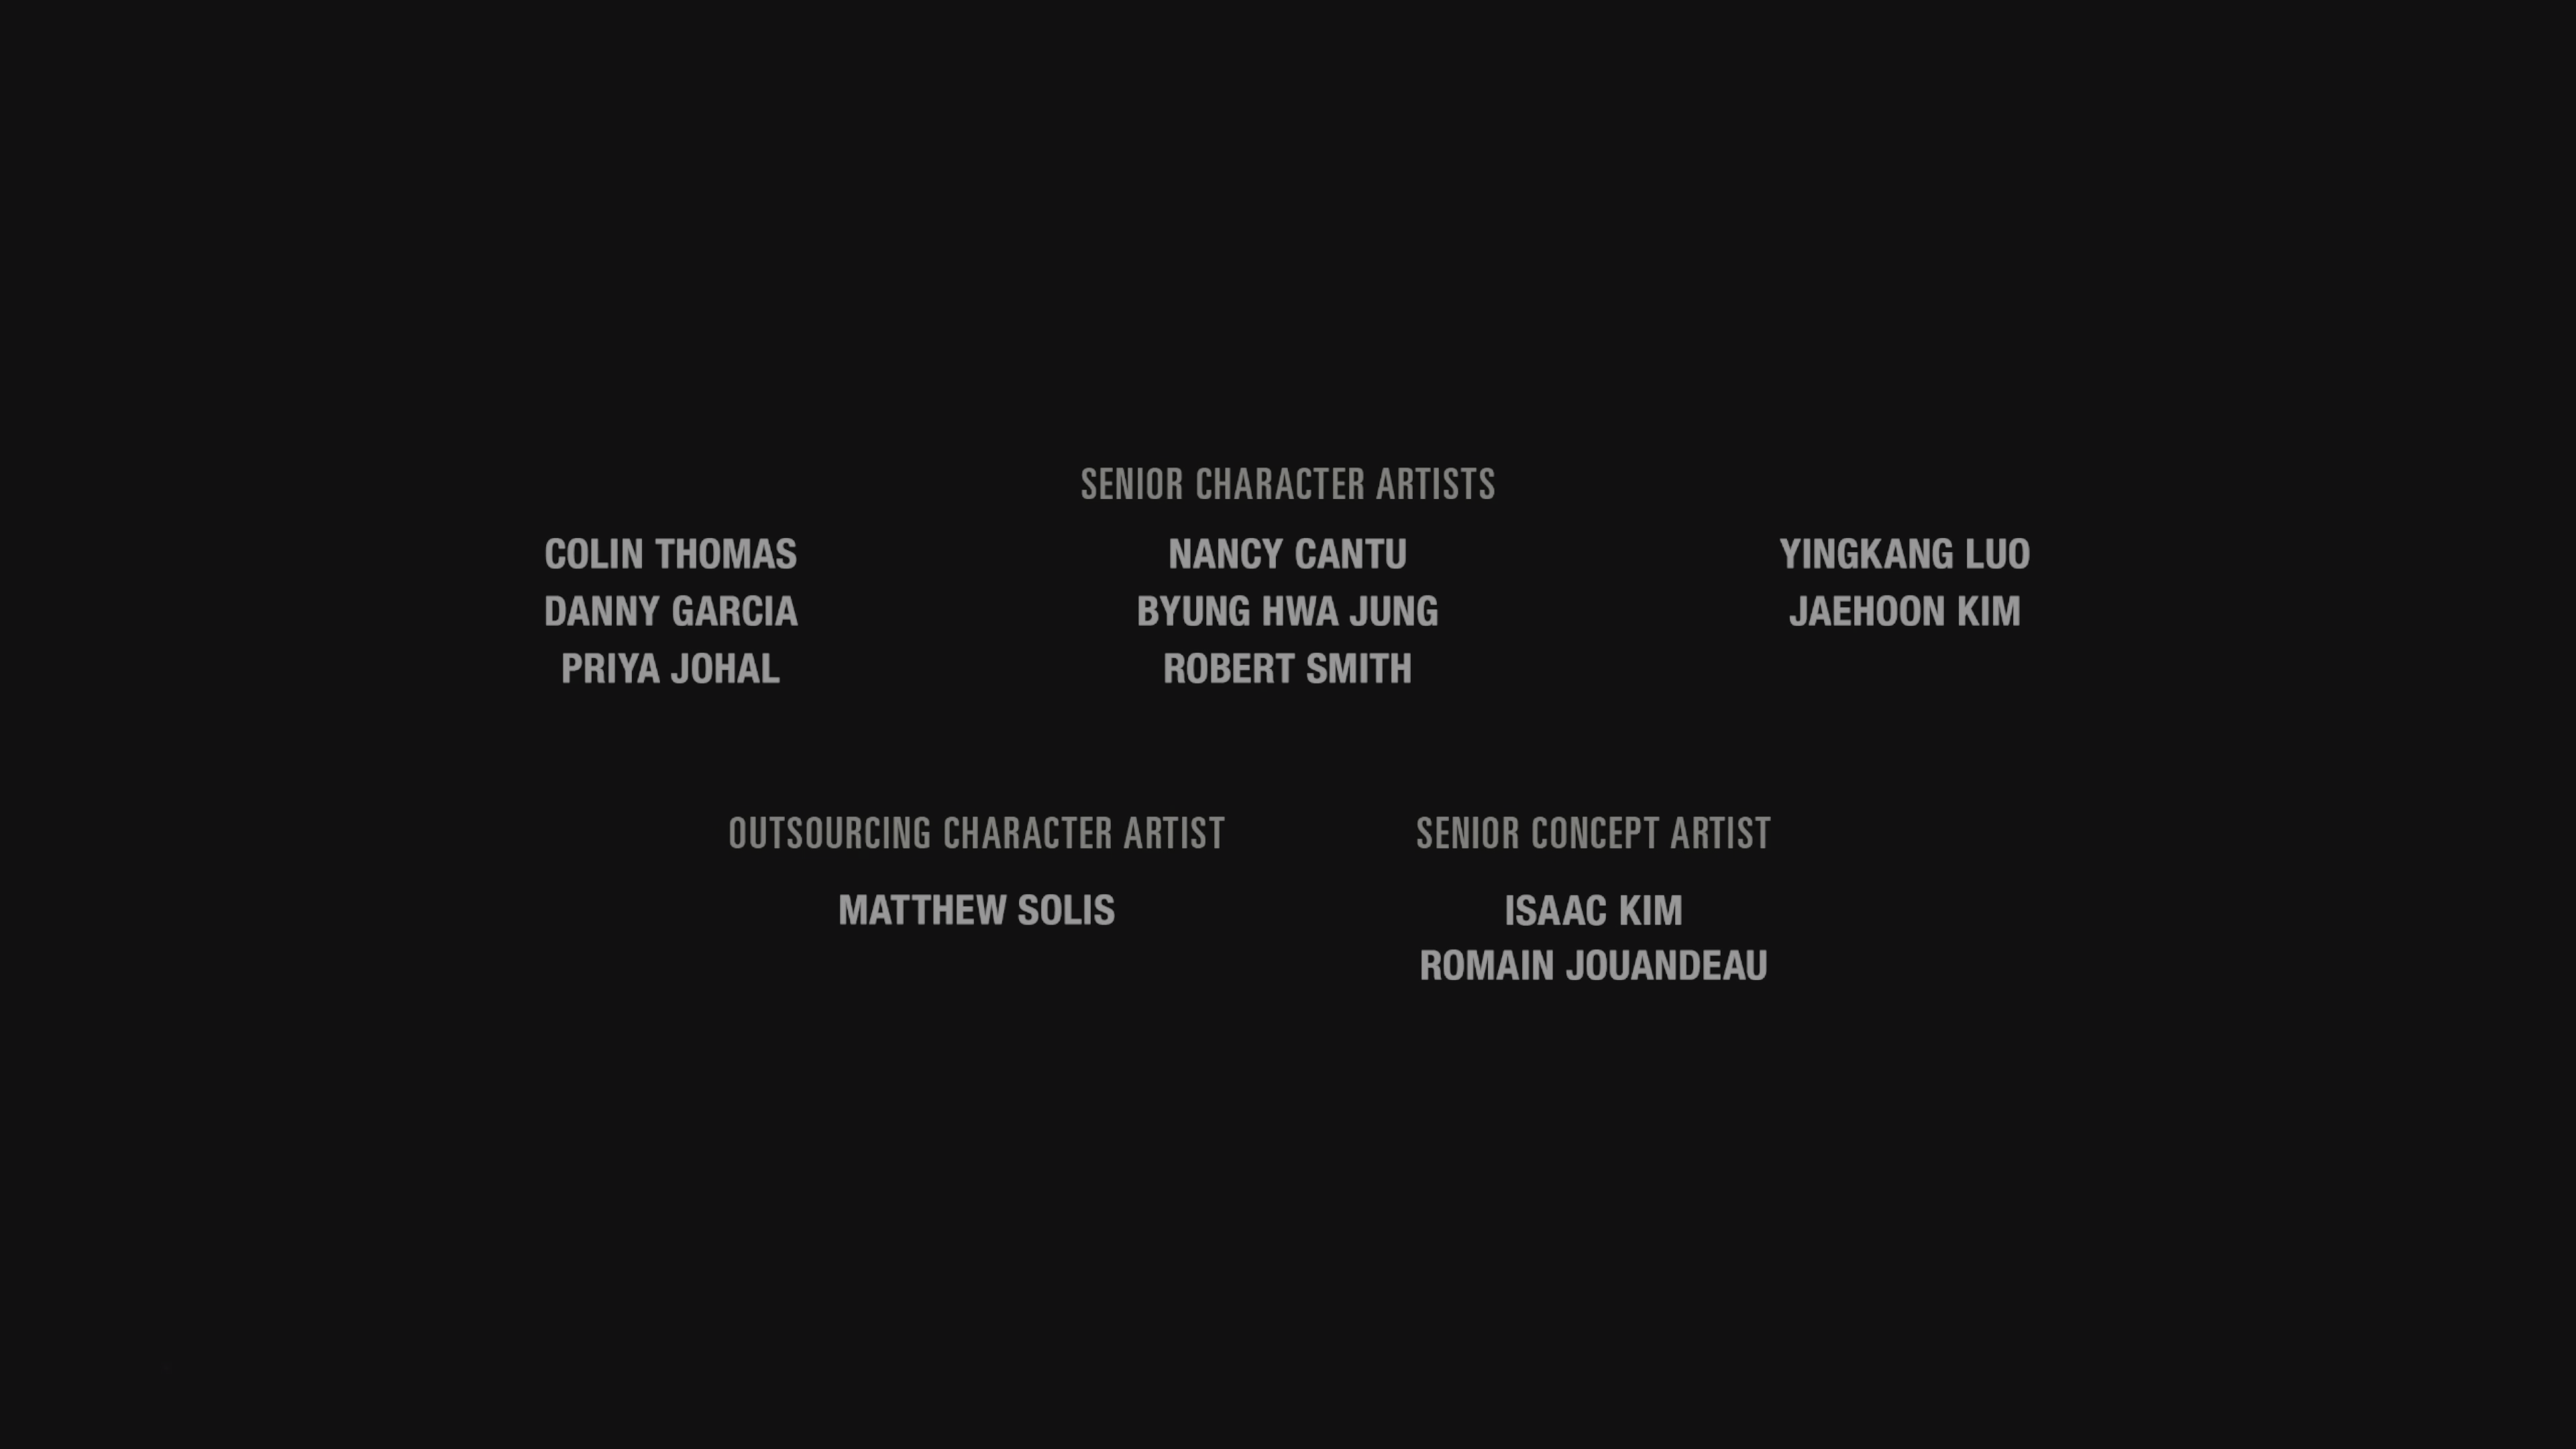 SENIOR CHARACTER ARTISTS
COLIN THOMAS
DANNY GARCIA
PRIYA JOHAL
NANCY CANTU
BYUNG HWA JUNG
ROBERT SMITH
YINGKANG LUO
JAEHOON KIM
OUTSOURCING CHARACTER ARTIST
MATTHEW SOLIS
SENIOR CONCEPT ARTIST
ISAAC KIM
ROMAIN JOUANDEAU